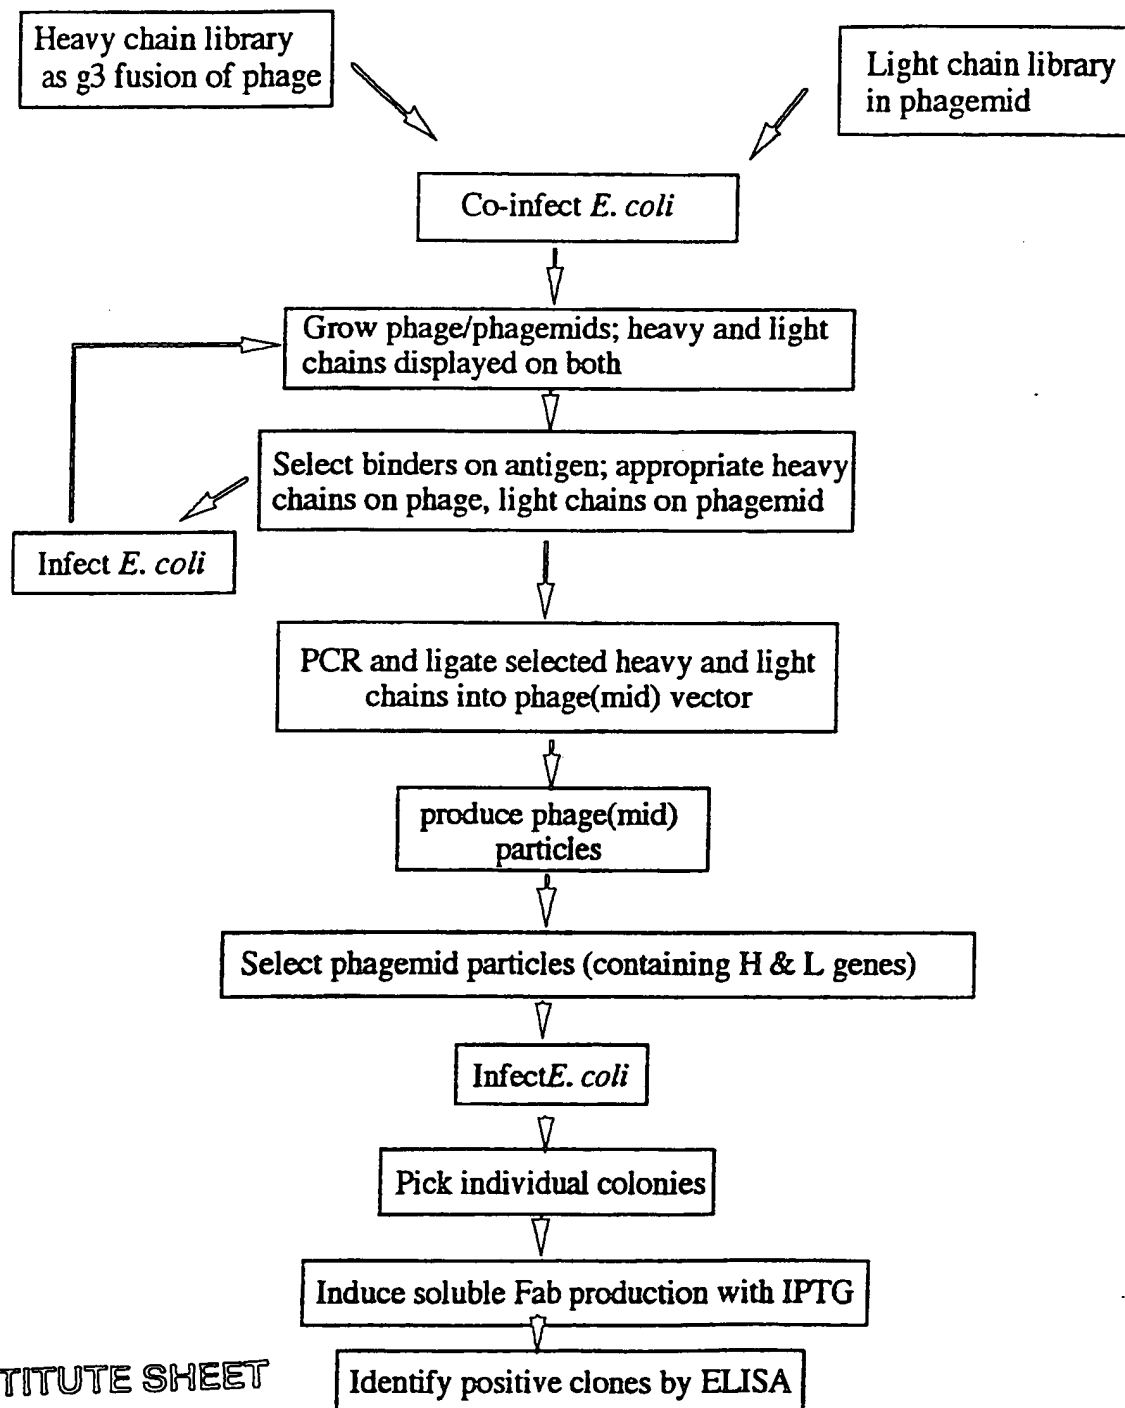 Heavy chain library
as g3 fusion of phage
Light chain library
in phagemid
Co-infect E. coli
Grow phage/phagemids; heavy and light
chains displayed on both
Select binders on antigen; appropriate heavy
chains on phage, light chains on phagemid
Infect E. coli
PCR and ligate selected heavy and light
chains into phage(mid) vector
produce phage(mid)
particles
Select phagemid particles (containing H & L genes)
InfectE. coli
Pick individual colonies
Induce soluble Fab production with IPTG
Identify positive clones by ELISA
TITUTE SHEET